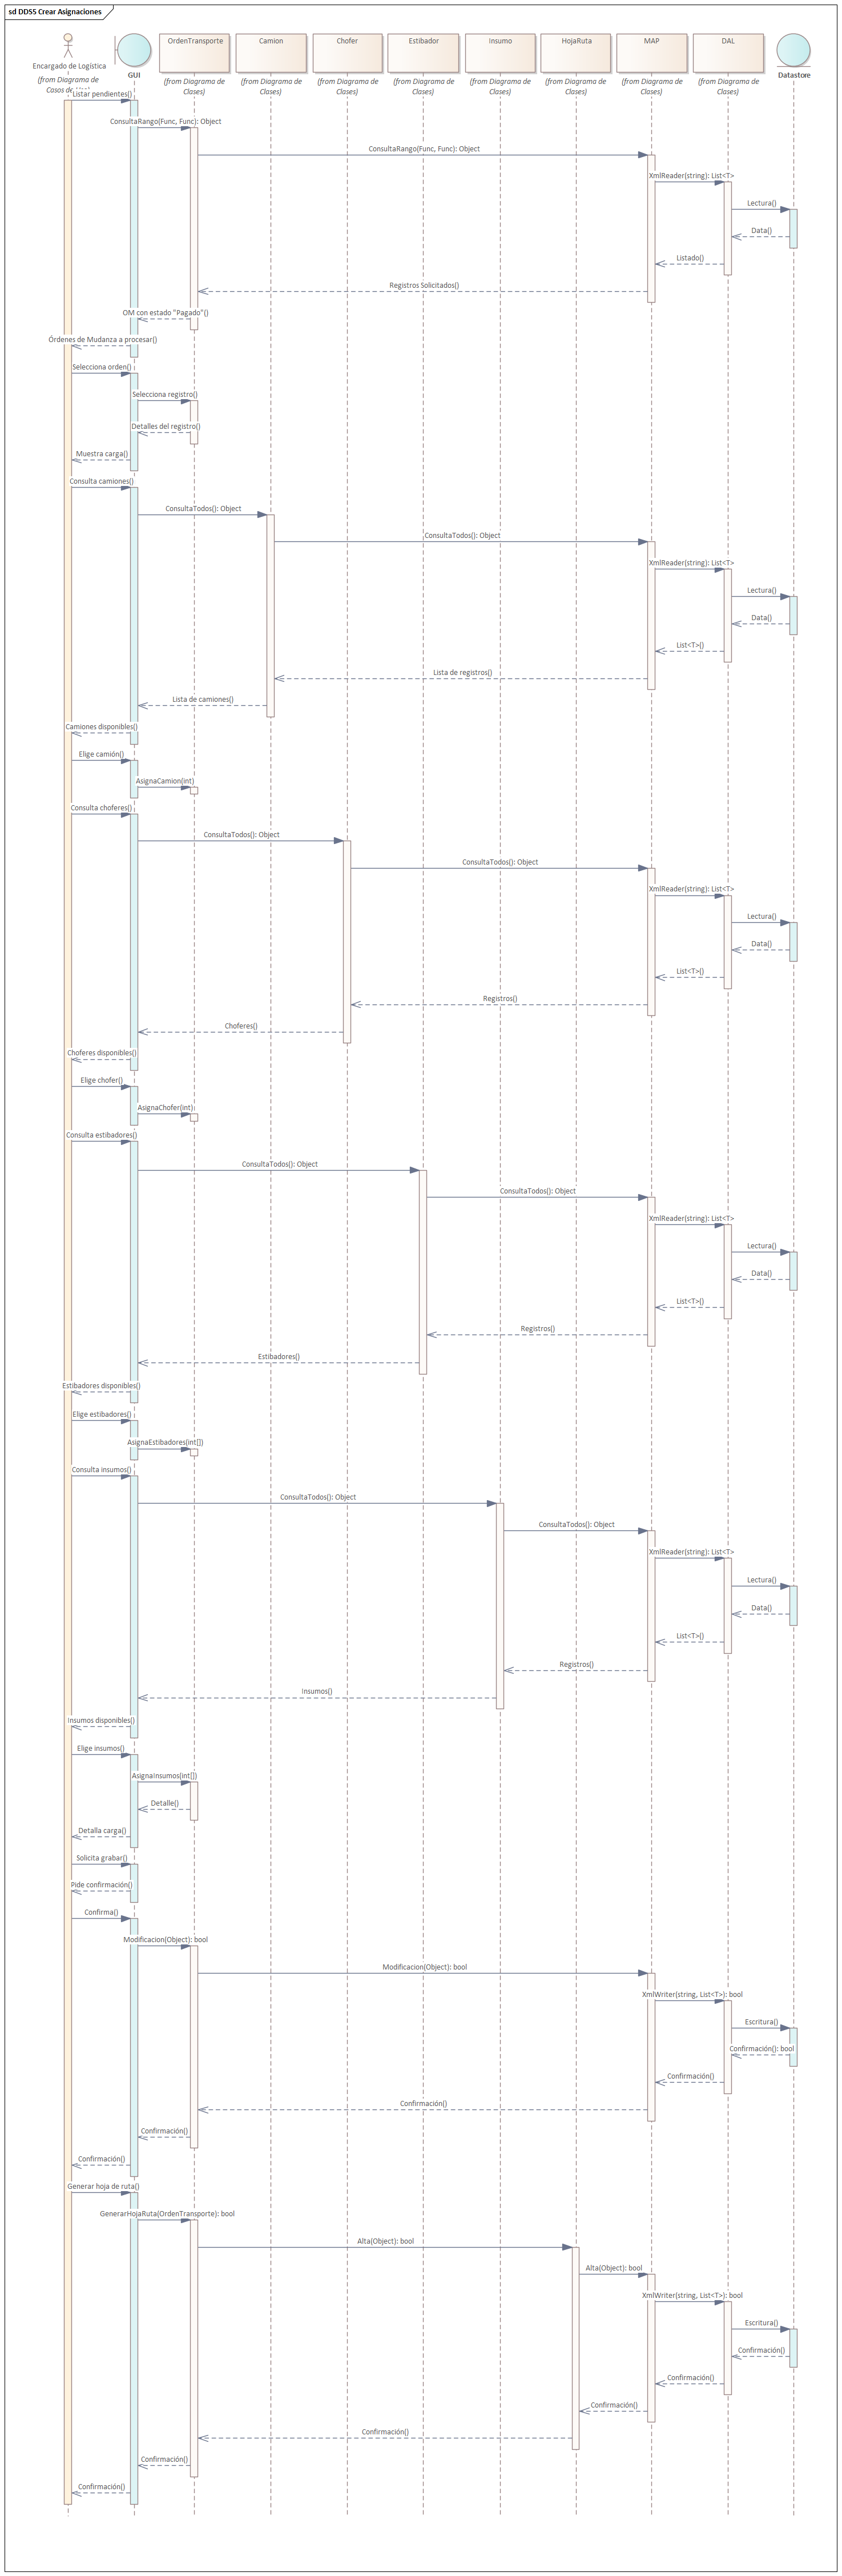 sd DDS5 Crear Asignaciones
OrdenTransporte
Camion
Chofer
Estibador
Insumo
HojaRuta
MAP
DAL
Encargado de Logística
GUI
Datastore
(from Diagrama de
Casos de
(from Diagrama de
Clases)
(from Diagrama de
Clases)
(from Diagrama de
Clases)
(from Diagrama de
Clases)
(from Diagrama de
Clases)
(from Diagrama de
Clases)
(from Diagrama de
Clases)
(from Diagrama de
Clases)
Listar pendientes()
ConsultaRango(Func, Func): Object
ConsultaRango(Func, Func): Object
XmlReader(string): List<T>
Lectura()
Data()
Listado()
Registros Solicitados()
OM con estado "Pagado"()
Órdenes de Mudanza a procesar()
Selecciona orden()
Selecciona registro()
Detalles del registro()
Muestra carga()
Consulta camiones()
ConsultaTodos(): Object
ConsultaTodos(): Object
XmlReader(string): List<T>
Lectura()
Data()
List<T>()
Lista de registros()
Lista de camiones()
Camiones disponibles()
Elige camión()
AsignaCamion(int)
Consulta choferes()
ConsultaTodos(): Object
ConsultaTodos(): Object
XmlReader(string): List<T>
Lectura()
Data()
List<T>()
Registros()
Choferes()
Choferes disponibles()
Elige chofer()
AsignaChofer(int)
Consulta estibadores()
ConsultaTodos(): Object
ConsultaTodos(): Object
XmlReader(string): List<T>
Lectura()
Data()
List<T>()
Registros()
Estibadores()
Estibadores disponibles()
Elige estibadores()
AsignaEstibadores(int[])
Consulta insumos()
ConsultaTodos(): Object
ConsultaTodos(): Object
XmlReader(string): List<T>
Lectura()
Data()
List<T>()
Registros()
Insumos()
Insumos disponibles()
Elige insumos()
AsignaInsumos(int[])
Detalle()
Detalla carga()
Solicita grabar()
Pide confirmación()
Confirma()
Modificacion(Object): bool
Modificacion(Object): bool
XmlWriter(string, List<T>): bool
Escritura()
Confirmación(): bool
Confirmación()
Confirmación()
Confirmación()
Confirmación()
Generar hoja de ruta()
GenerarHojaRuta(OrdenTransporte): bool
Alta(Object): bool
Alta(Object): bool
XmlWriter(string, List<T>): bool
Escritura()
Confirmación()
Confirmación()
Confirmación()
Confirmación()
Confirmación()
Confirmación()